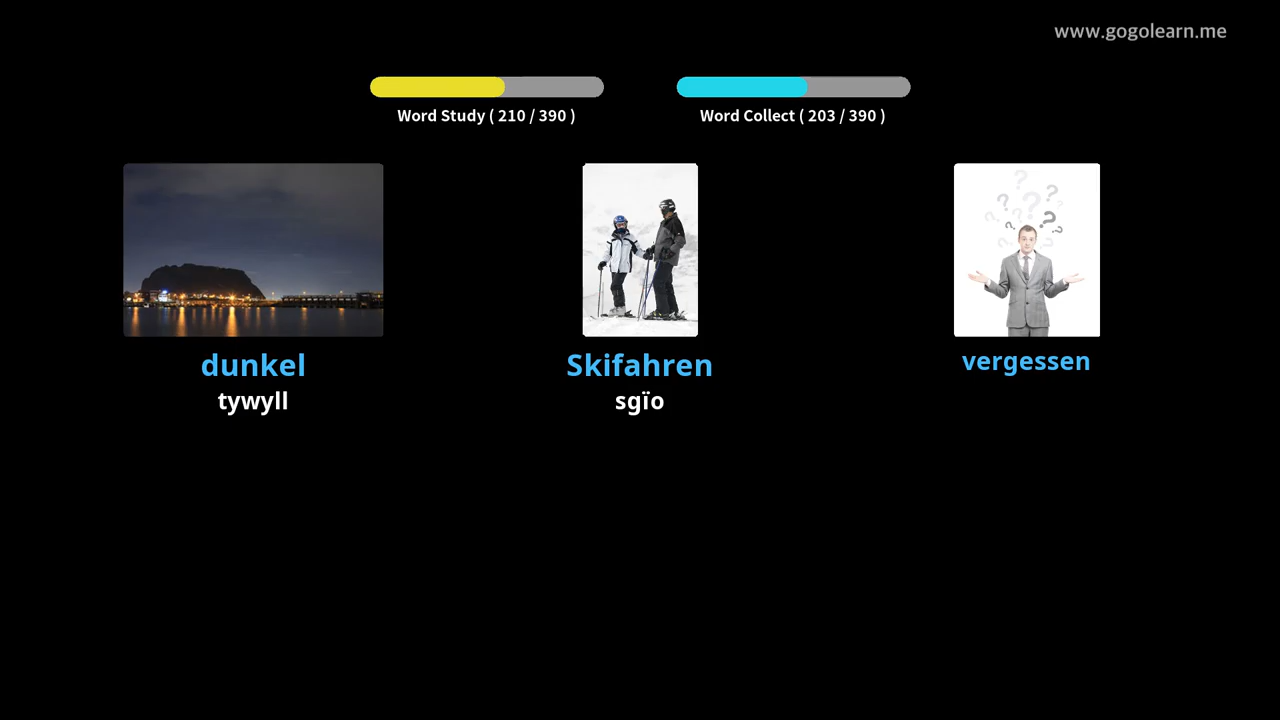 www.gogolearn.me
Word Study ( 210 / 390 )
Word Collect ( 203 / 390 )
dunkel
tywyll
Skifahren
sgïo
vergessen